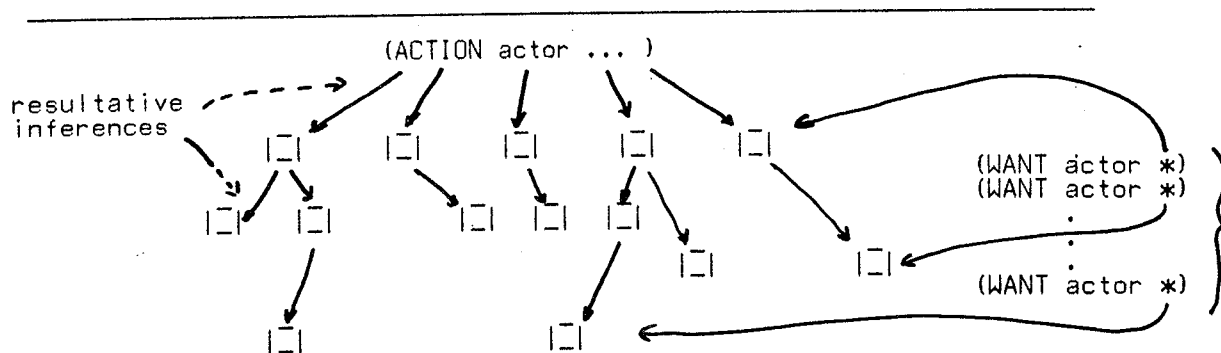 (ACTION actor ... )
resultative
inferences
(WANT actor *)
(WANT actor *)
.
.
.
(WANT actor *)